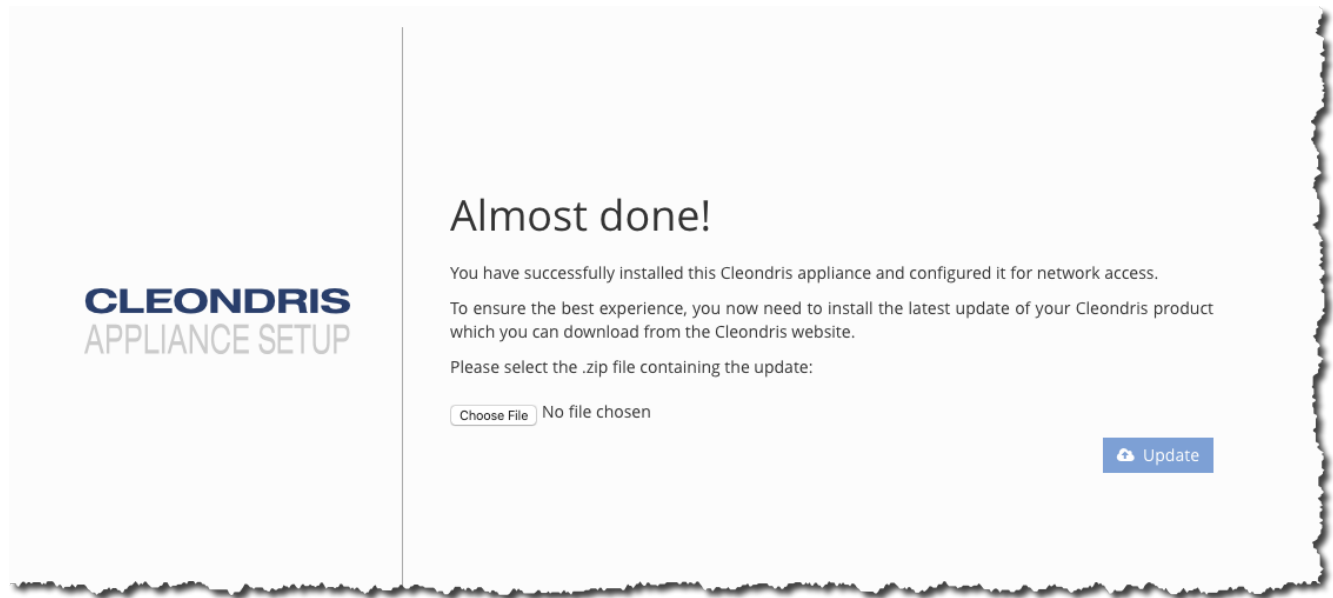 CLEONDRIS
APPLIANCE SETUP
Almost done!
You have successfully installed this Cleondris appliance and configured it for network access.
To ensure the best experience, you now need to install the latest update of your Cleondris product
which you can download from the Cleondris website.
Please select the .zip file containing the update:
Choose File No file chosen
Update